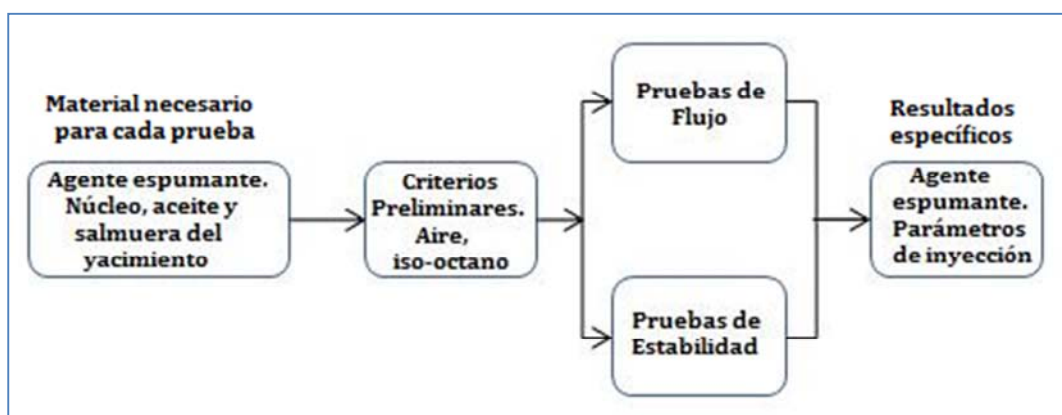 Material necesario
para cada prueba
Agente espumante.
Núcleo, aceite y
salmuera del
yacimiento
Criterios
Preliminares.
Aire,
iso-octano
Pruebas de
Flujo
Pruebas de
Estabilidad
Resultados
específicos
Agente
espumante.
Parámetros
de inyección